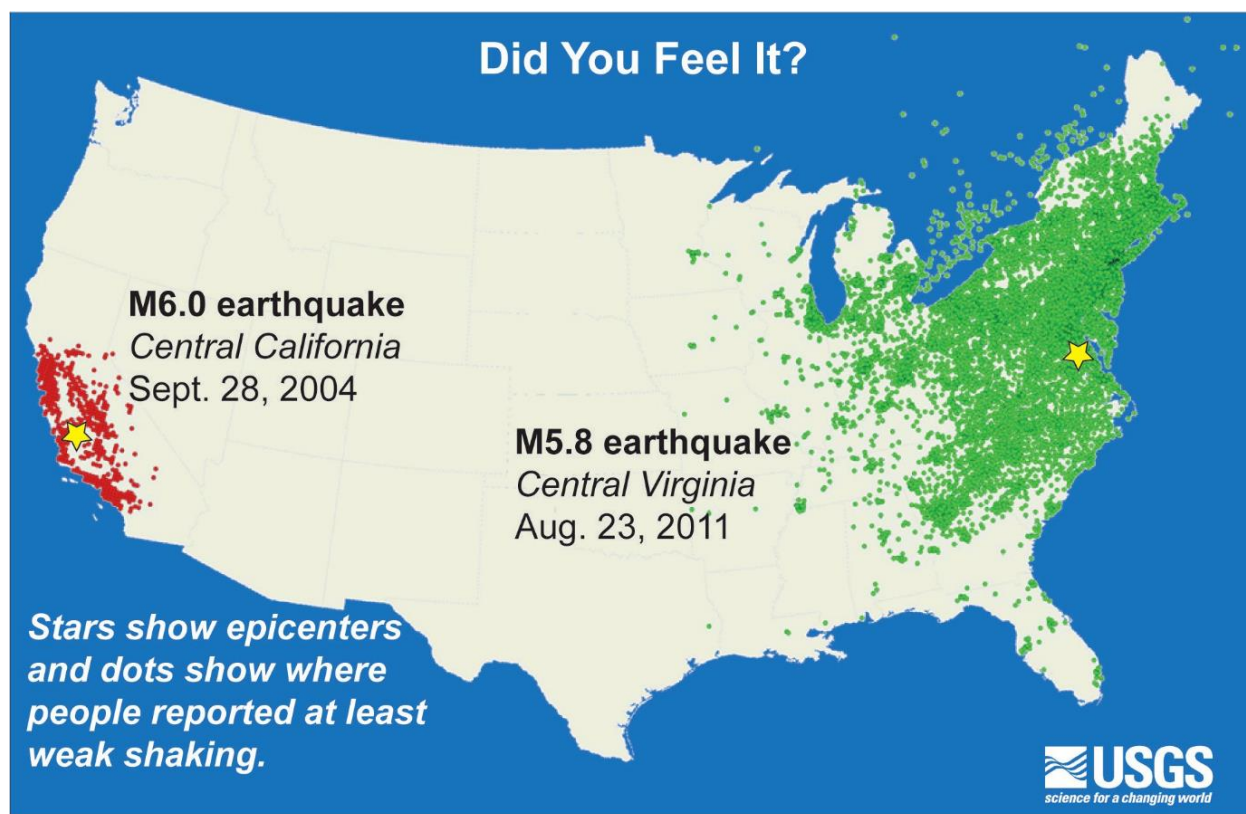 Did You Feel It?
M6.0 earthquake
Central California
Sept. 28, 2004
M5.8 earthquake
Central Virginia
Aug. 23, 2011
Stars show epicenters
and dots show where
people reported at least
weak shaking.
USGS
science for a changing world